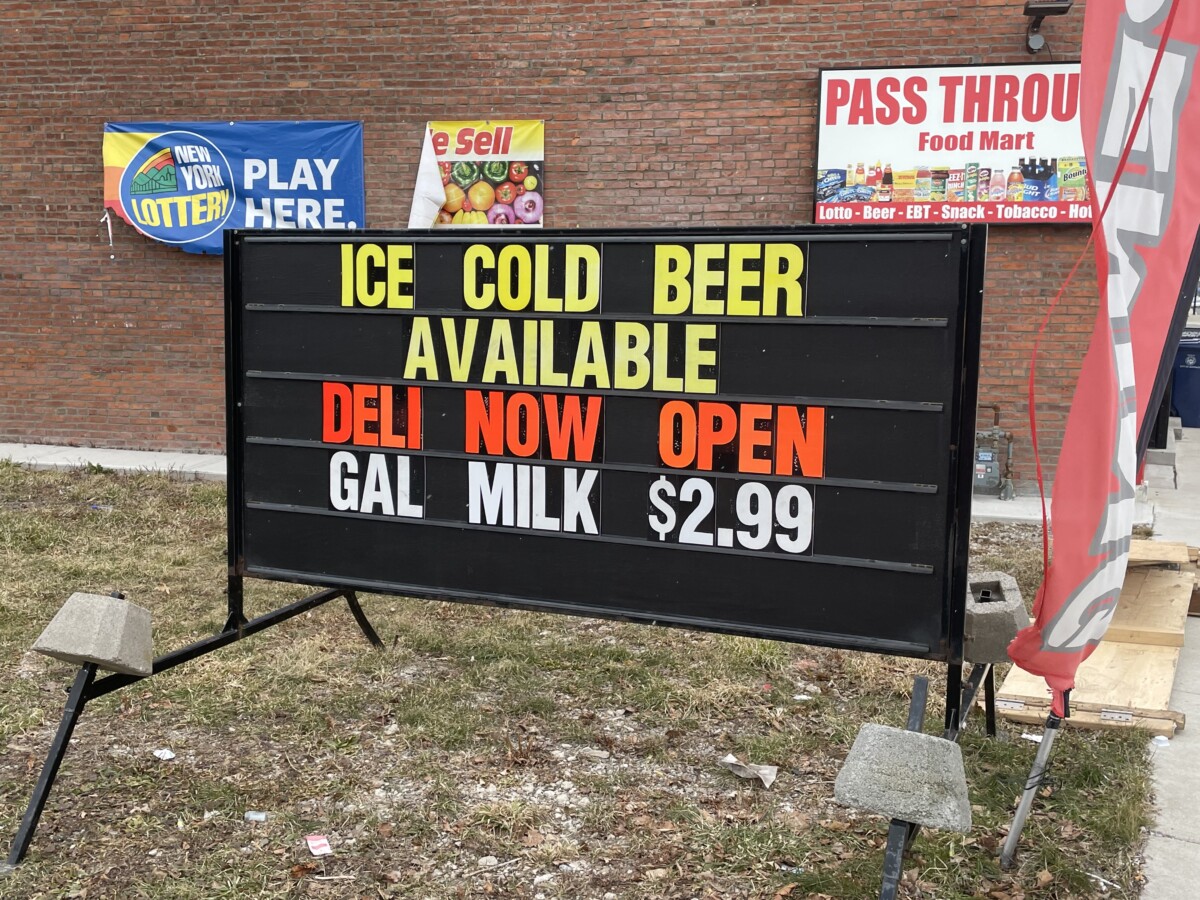 NEW
YORK
LOTTERY
PLAY
HERE.
Sell
PASS THROU
Food Mart
Lotto - Beer - EBT - Snack - Tobacco - Ho
ICE COLD BEER
AVAILABLE
DELI NOW OPEN
GAL MILK $2.99